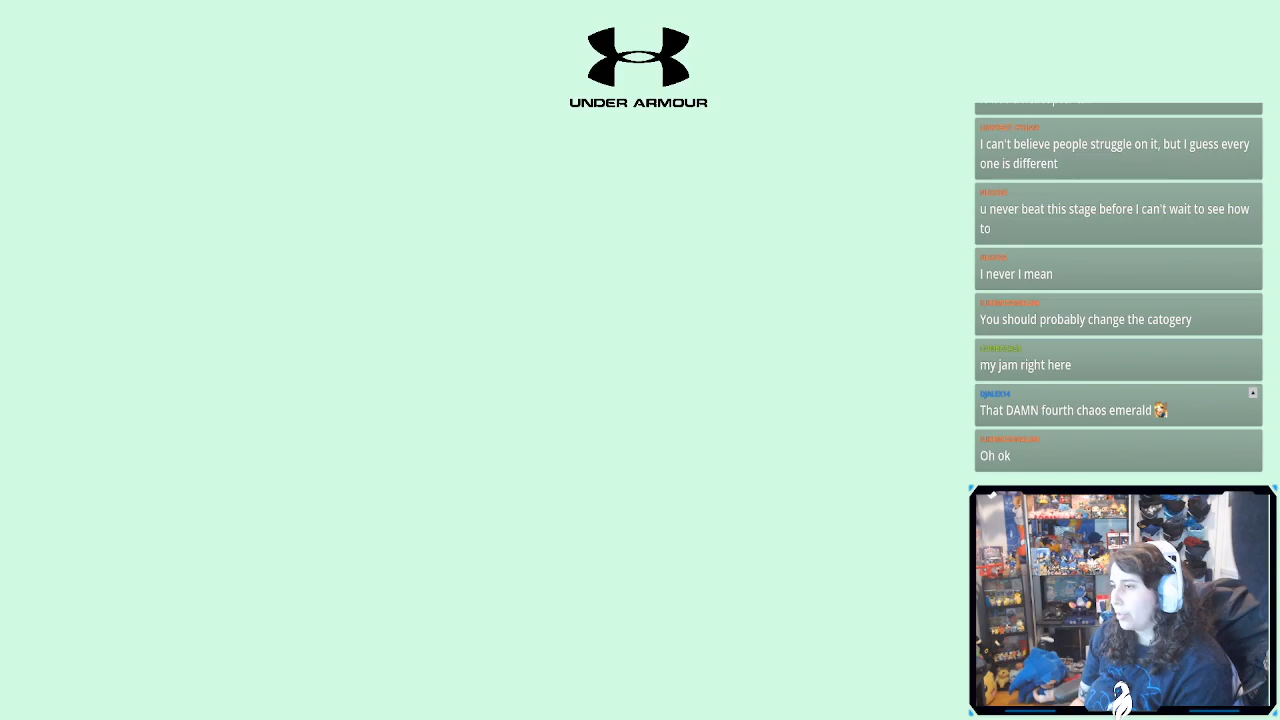 UNDER ARMOUR
I can't believe people struggle on it, but I guess every
one is different
u never beat this stage before I can't wait to see how
to
I never I mean
You should probably change the catogery
my jam right here
DJALEX14
That DAMN fourth chaos emerald
Oh ok